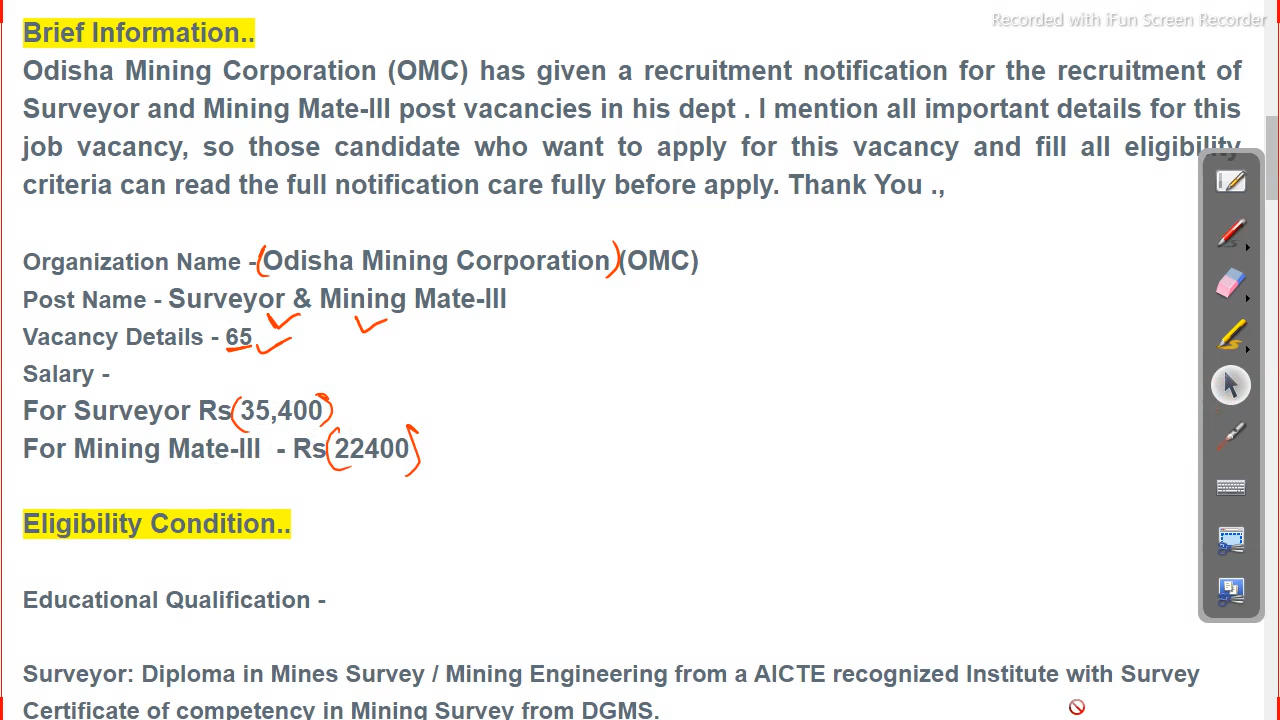 Recorded with iFun Screen Recorder
Brief Information..
Odisha Mining Corporation (OMC) has given a recruitment notification for the recruitment of
Surveyor and Mining Mate-III post vacancies in his dept . I mention all important details for this
job vacancy, so those candidate who want to apply for this vacancy and fill all eligibility
criteria can read the full notification care fully before apply. Thank You .,
Organization Name - Odisha Mining Corporation (OMC)
Post Name - Surveyor & Mining Mate-III
Vacancy Details - 65
Salary -
For Surveyor Rs 35,400
For Mining Mate-III - Rs 22400
Eligibility Condition..
Educational Qualification -
Surveyor: Diploma in Mines Survey / Mining Engineering from a AICTE recognized Institute with Survey
Certificate of competency in Mining Survey from DGMS.